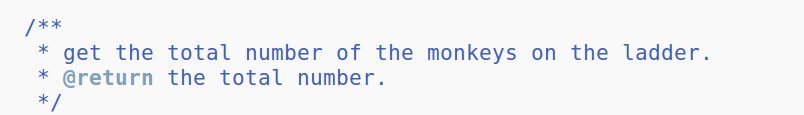 /**
* get the total number of the monkeys on the ladder.
* @return the total number.
*/